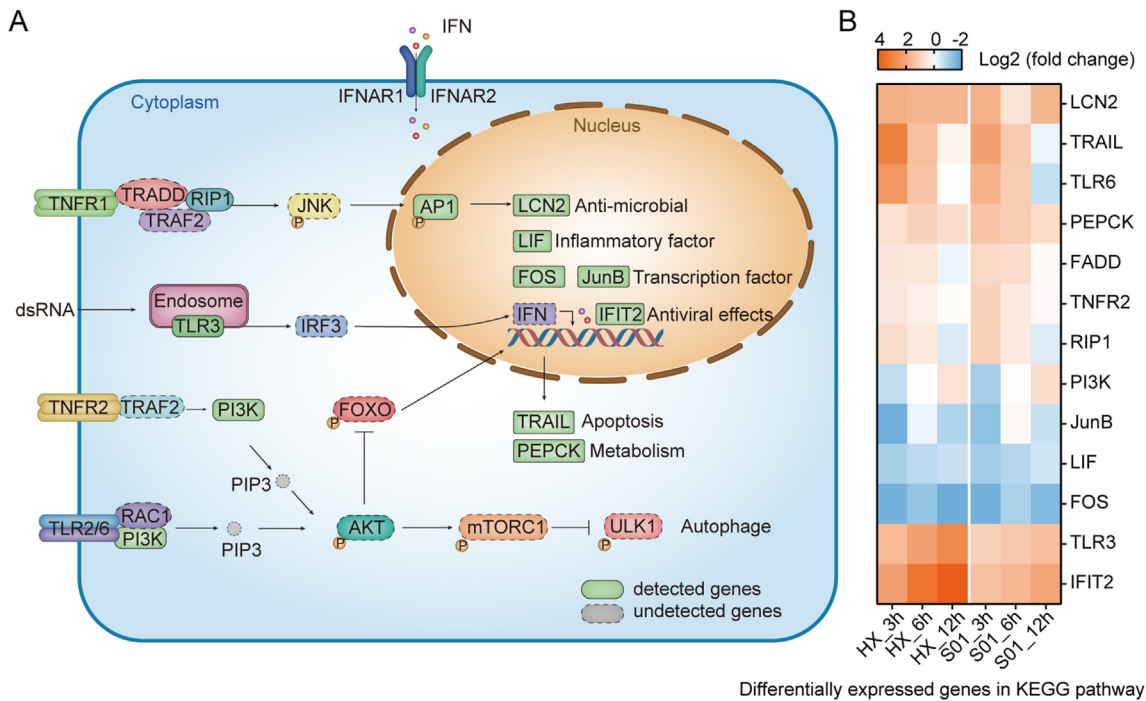 A
IFN
IFNAR1 IFNAR2
Cytoplasm
Nucleus
TNFR1 TRADD RIP1 TRAF2 JNK P AP1 P LCN2 Anti-microbial
LIF Inflammatory factor
FOS JunB Transcription factor
dsRNA Endosome TLR3 IRF3 IFN IFIT2 Antiviral effects
TNFR2 TRAF2 PI3K FOXO P
TRAIL Apoptosis
PEPCK Metabolism
PIP3
TLR2/6 RAC1 PI3K PIP3 AKT P mTORC1 P ULK1 P Autophage
detected genes
undetected genes
B
4 2 0 -2
Log2 (fold change)
LCN2
TRAIL
TLR6
PEPCK
FADD
TNFR2
RIP1
PI3K
JunB
LIF
FOS
TLR3
IFIT2
HX_3h HX_6h HX_12h S01_3h S01_6h S01_12h
Differentially expressed genes in KEGG pathway